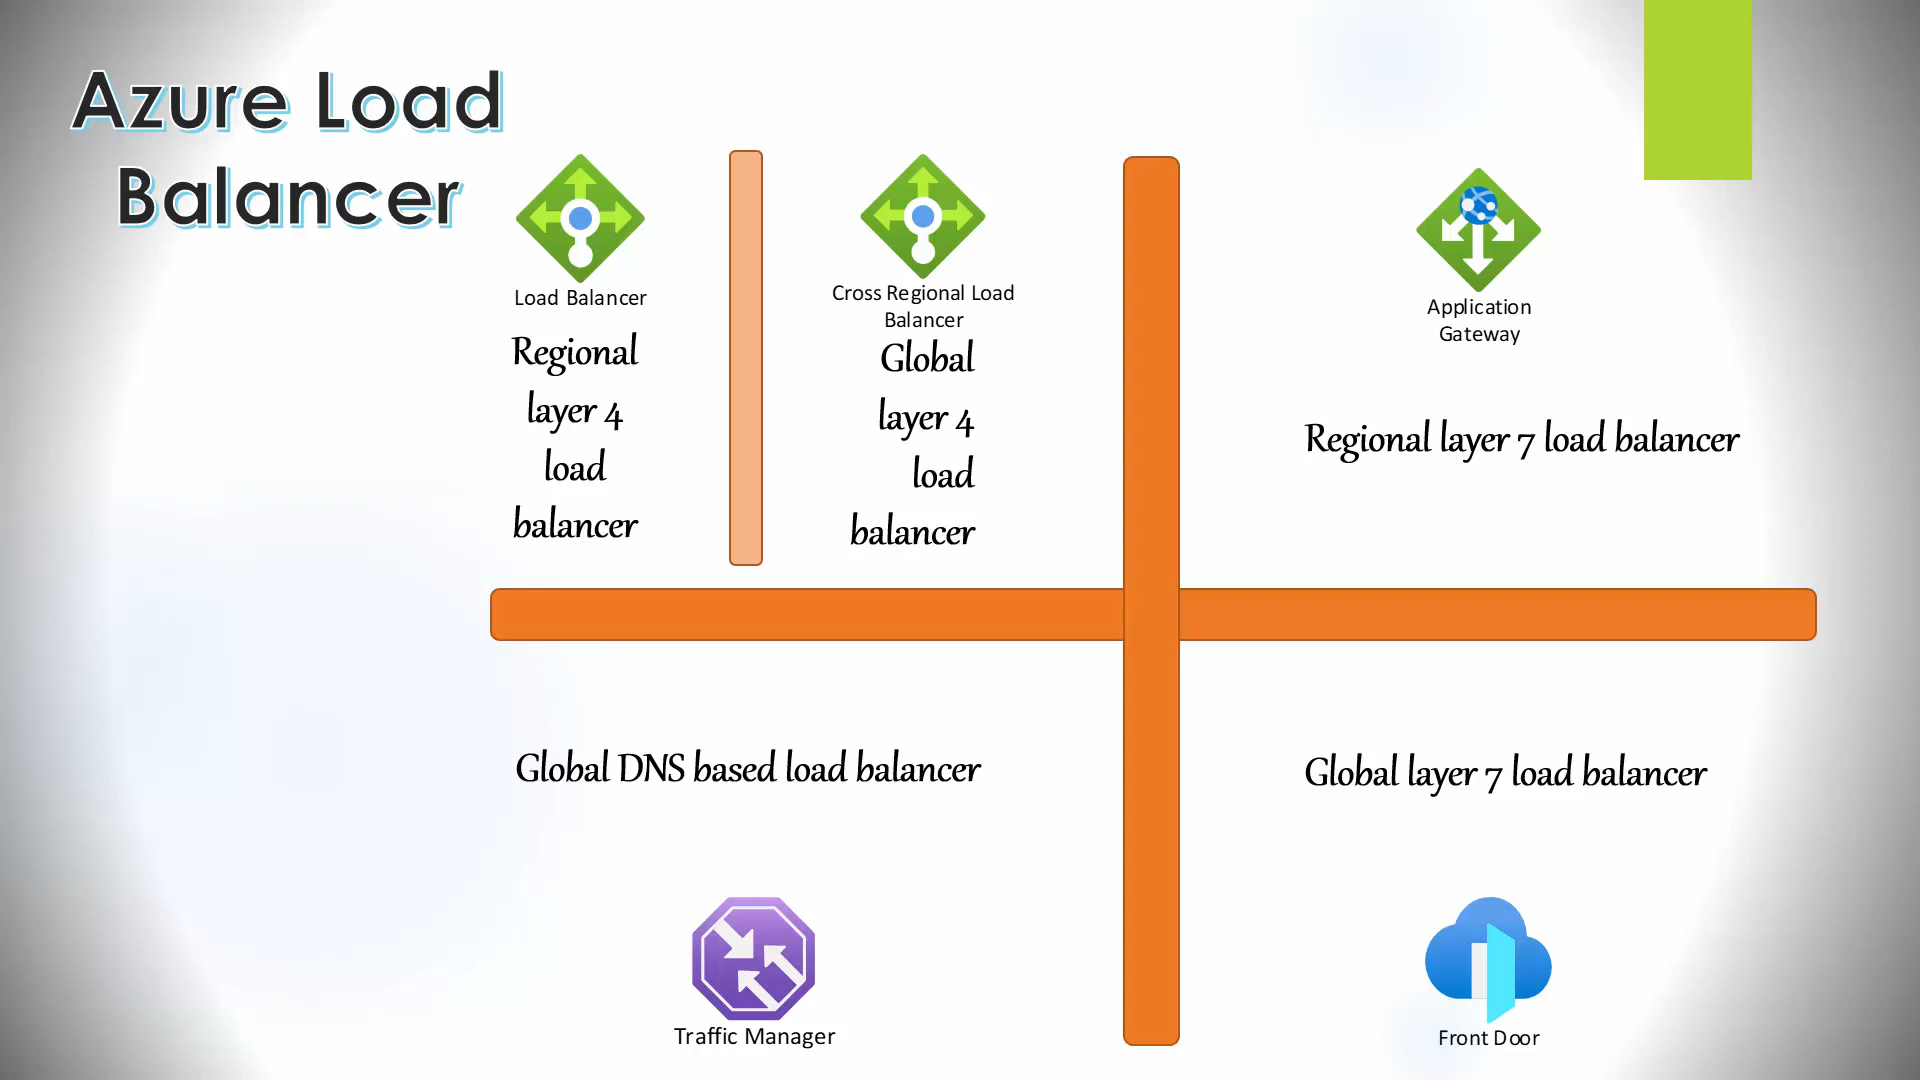 Azure Load
Balancer
Load Balancer
Regional
layer 4
load
balancer
Cross Regional Load
Balancer
Global
layer 4
load
balancer
Application
Gateway
Regional layer 7 load balancer
Global DNS based load balancer
Traffic Manager
Global layer 7 load balancer
Front Door